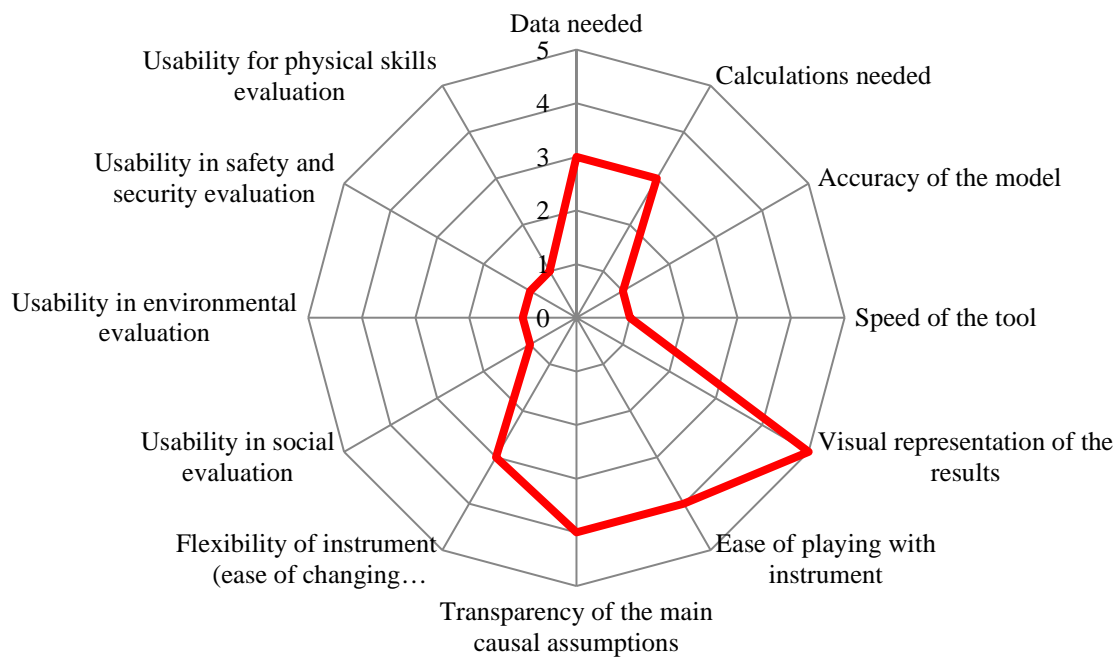 Data needed
Calculations needed
Accuracy of the model
Speed of the tool
Visual representation of the
results
Ease of playing with
instrument
Transparency of the main
causal assumptions
Flexibility of instrument
(ease of changing…
Usability in social
evaluation
Usability in environmental
evaluation
Usability in safety and
security evaluation
Usability for physical skills
evaluation
5
4
3
2
1
0